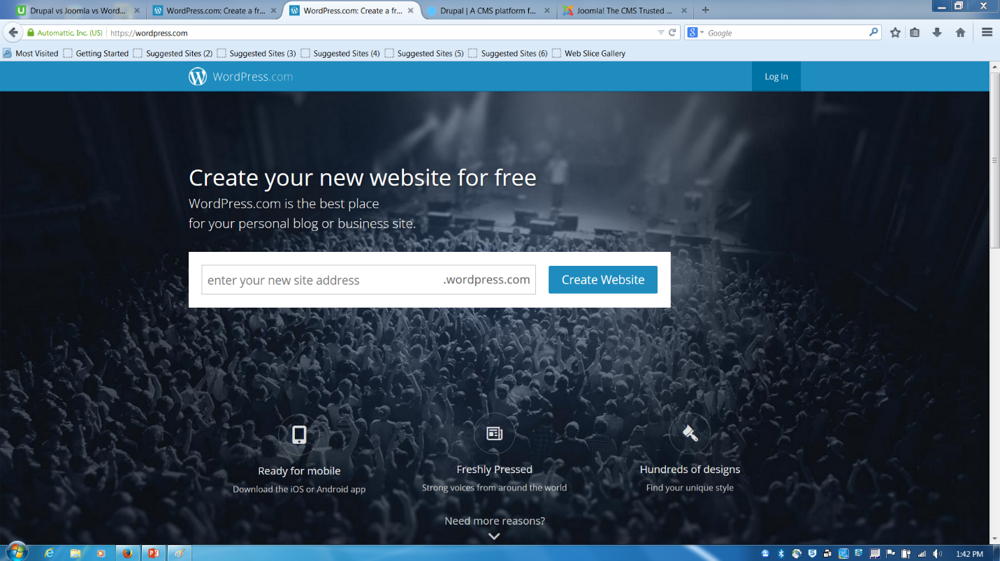 Drupal vs Joomla vs Word...
WordPress.com: Create a fr...
WordPress.com: Create a fr...
Drupal | A CMS platform f...
Joomla! The CMS Trusted ...
Automattic, Inc. (US)
https://wordpress.com
Google
Most Visited
Getting Started
Suggested Sites (2)
Suggested Sites (3)
Suggested Sites (4)
Suggested Sites (5)
Suggested Sites (6)
Web Slice Gallery
WordPress.com
Log In
Create your new website for free
WordPress.com is the best place
for your personal blog or business site.
enter your new site address
.wordpress.com
Create Website
Ready for mobile
Download the iOS or Android app
Freshly Pressed
Strong voices from around the world
Hundreds of designs
Find your unique style
Need more reasons?
1:42 PM